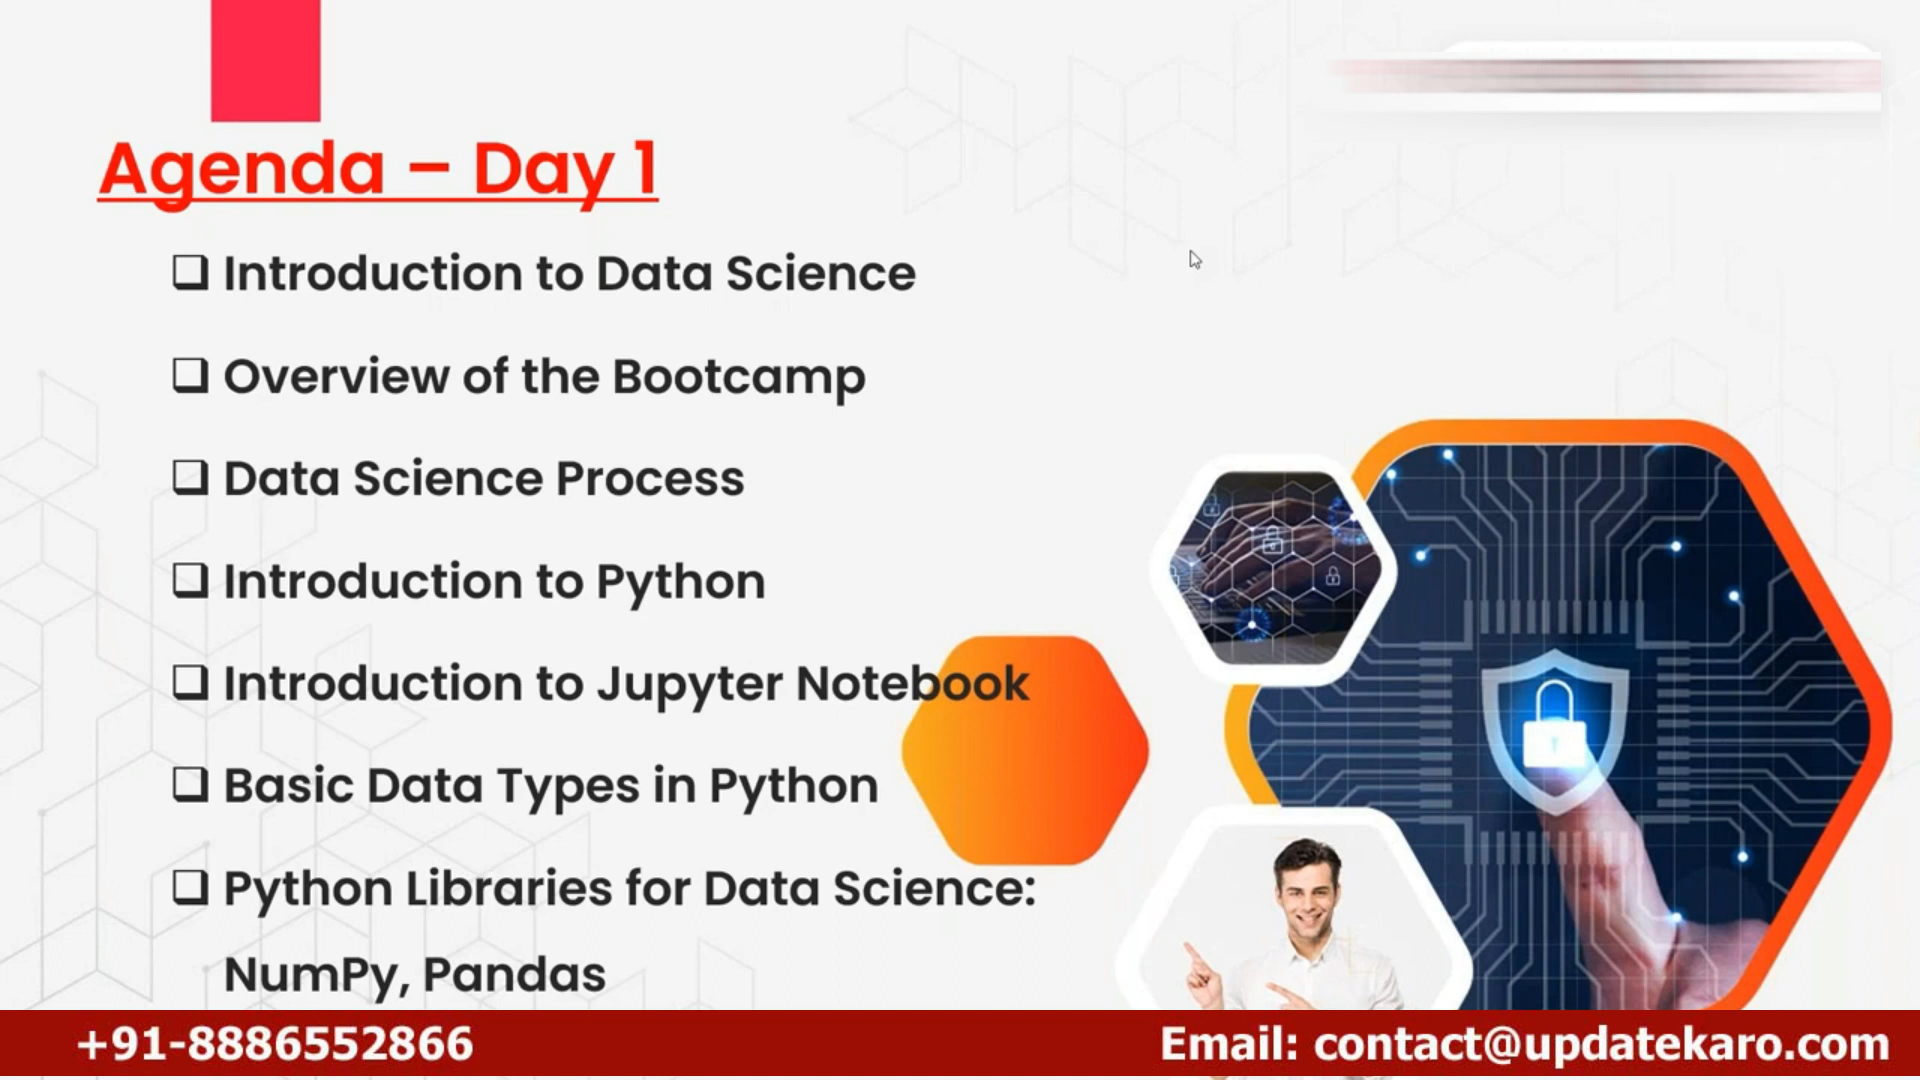 Agenda – Day 1
❑ Introduction to Data Science
❑ Overview of the Bootcamp
❑ Data Science Process
❑ Introduction to Python
❑ Introduction to Jupyter Notebook
❑ Basic Data Types in Python
❑ Python Libraries for Data Science:
NumPy, Pandas
+91-8886552866
Email: contact@updatekaro.com